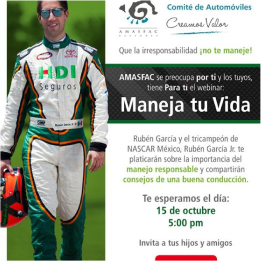 AMASFAC
Comité de Automóviles
Creamos Valor
Que la irresponsabilidad ¡no te maneje!
AMASFAC se preocupa por ti y los tuyos,
tiene Para ti el webinar:
Maneja tu Vida
HDI
Seguros
Rubén García y el tricampeón de
NASCAR México, Rubén García Jr. te
platicarán sobre la importancia del
manejo responsable y compartirán
consejos de una buena conducción.
Te esperamos el día:
15 de octubre
5:00 pm
Invita a tus hijos y amigos